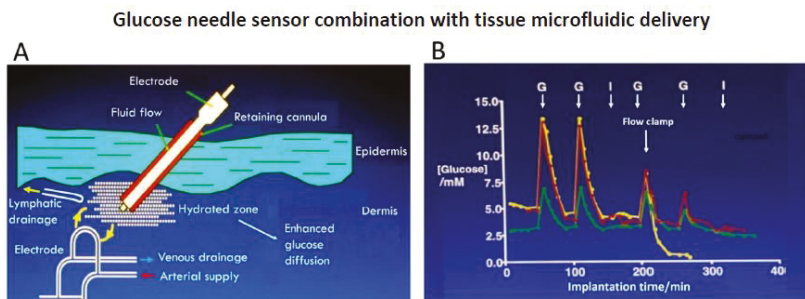 Glucose needle sensor combination with tissue microfluidic delivery
A
Electrode
Fluid flow
Retaining cannula
Epidermis
Lymphatic
drainage
Hydrated zone
Dermis
Electrode
Enhanced
glucose
diffusion
Venous drainage
Arterial supply
B
G G I G G I
Flow clamp
15.0
12.5
[Glucose]
/mM
10.0
7.5
5.0
2.5
0.0
0 100 200 300 400
Implantation time/min